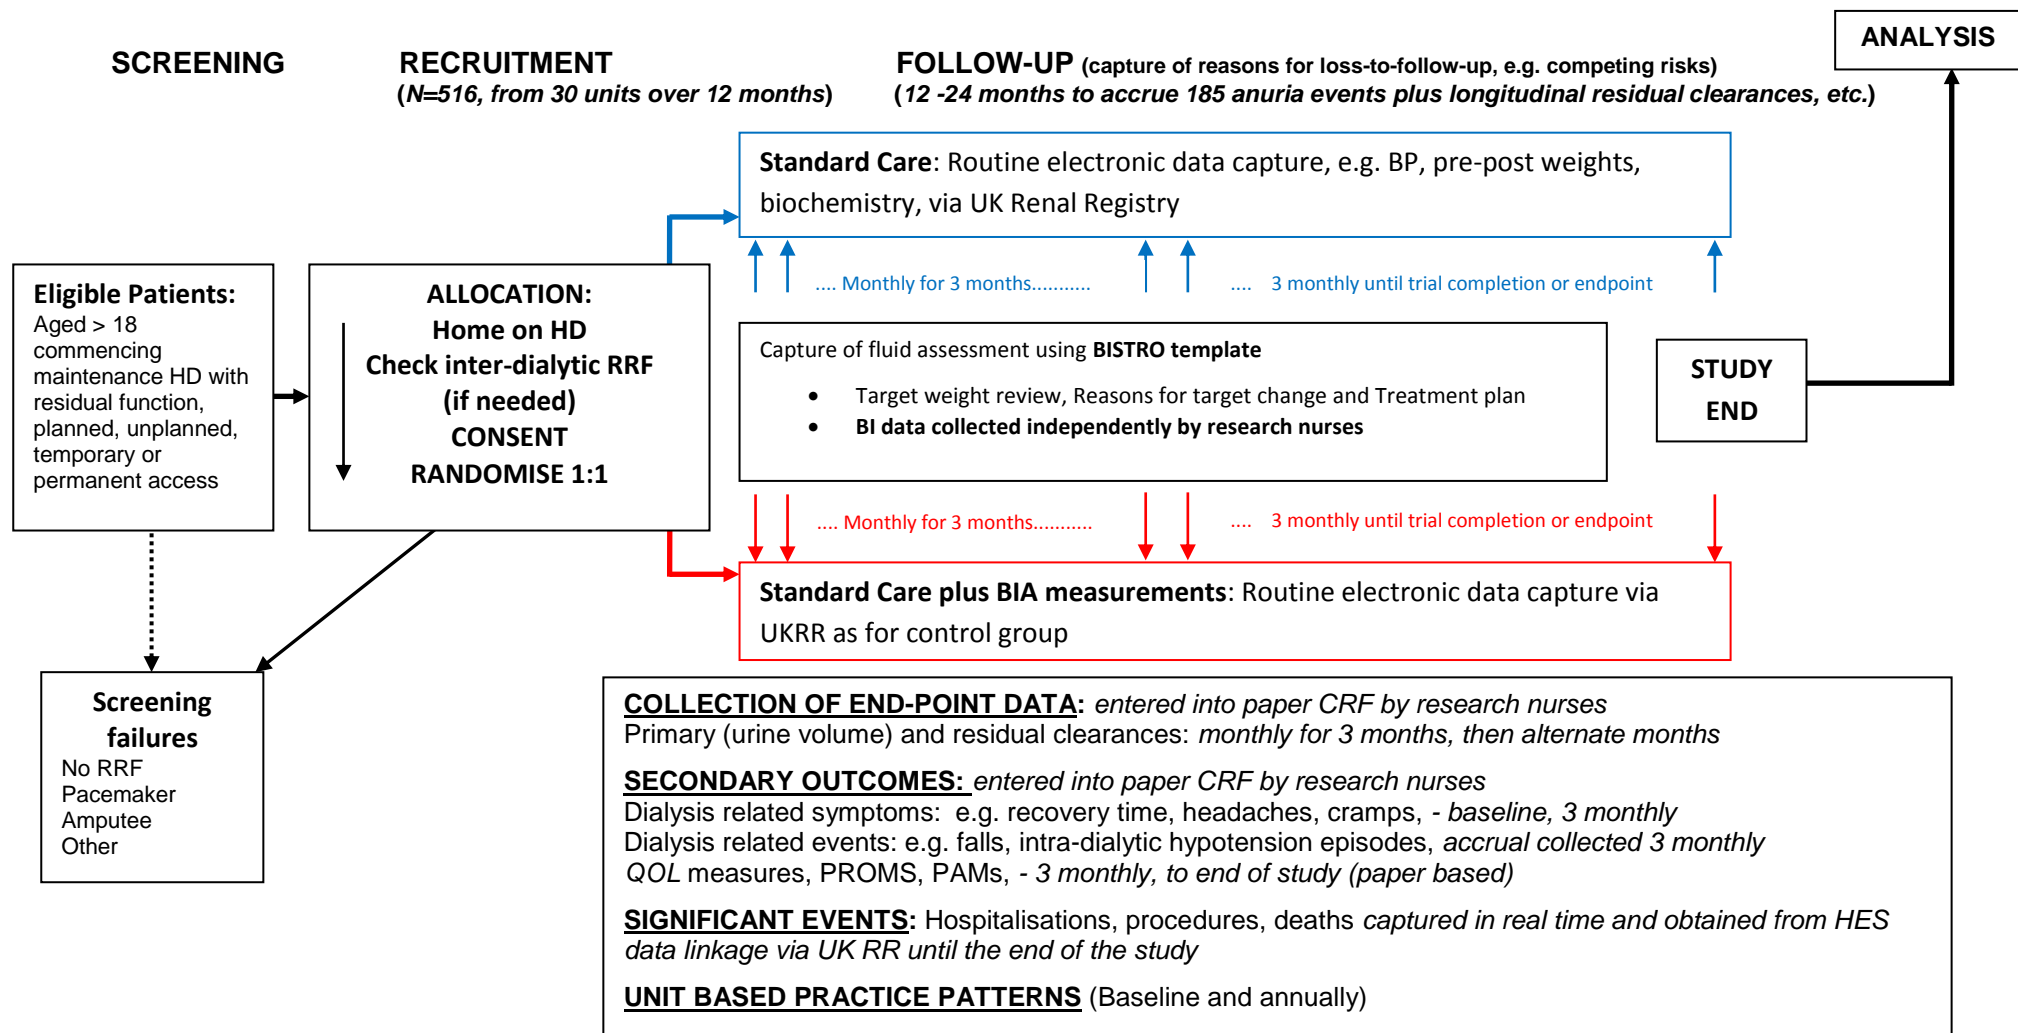 ANALYSIS
SCREENING
RECRUITMENT
(N=516, from 30 units over 12 months)
FOLLOW-UP (capture of reasons for loss-to-follow-up, e.g. competing risks)
(12 -24 months to accrue 185 anuria events plus longitudinal residual clearances, etc.)
Standard Care: Routine electronic data capture, e.g. BP, pre-post weights,
biochemistry, via UK Renal Registry
.... Monthly for 3 months...........
.... 3 monthly until trial completion or endpoint
Eligible Patients:
Aged > 18
commencing
maintenance HD with
residual function,
planned, unplanned,
temporary or
permanent access
ALLOCATION:
Home on HD
Check inter-dialytic RRF
(if needed)
CONSENT
RANDOMISE 1:1
Capture of fluid assessment using BISTRO template
• Target weight review, Reasons for target change and Treatment plan
• BI data collected independently by research nurses
STUDY
END
.... Monthly for 3 months...........
.... 3 monthly until trial completion or endpoint
Standard Care plus BIA measurements: Routine electronic data capture via
UKRR as for control group
Screening
failures
No RRF
Pacemaker
Amputee
Other
COLLECTION OF END-POINT DATA: entered into paper CRF by research nurses
Primary (urine volume) and residual clearances: monthly for 3 months, then alternate months
SECONDARY OUTCOMES: entered into paper CRF by research nurses
Dialysis related symptoms: e.g. recovery time, headaches, cramps, - baseline, 3 monthly
Dialysis related events: e.g. falls, intra-dialytic hypotension episodes, accrual collected 3 monthly
QOL measures, PROMS, PAMs, - 3 monthly, to end of study (paper based)
SIGNIFICANT EVENTS: Hospitalisations, procedures, deaths captured in real time and obtained from HES
data linkage via UK RR until the end of the study
UNIT BASED PRACTICE PATTERNS (Baseline and annually)